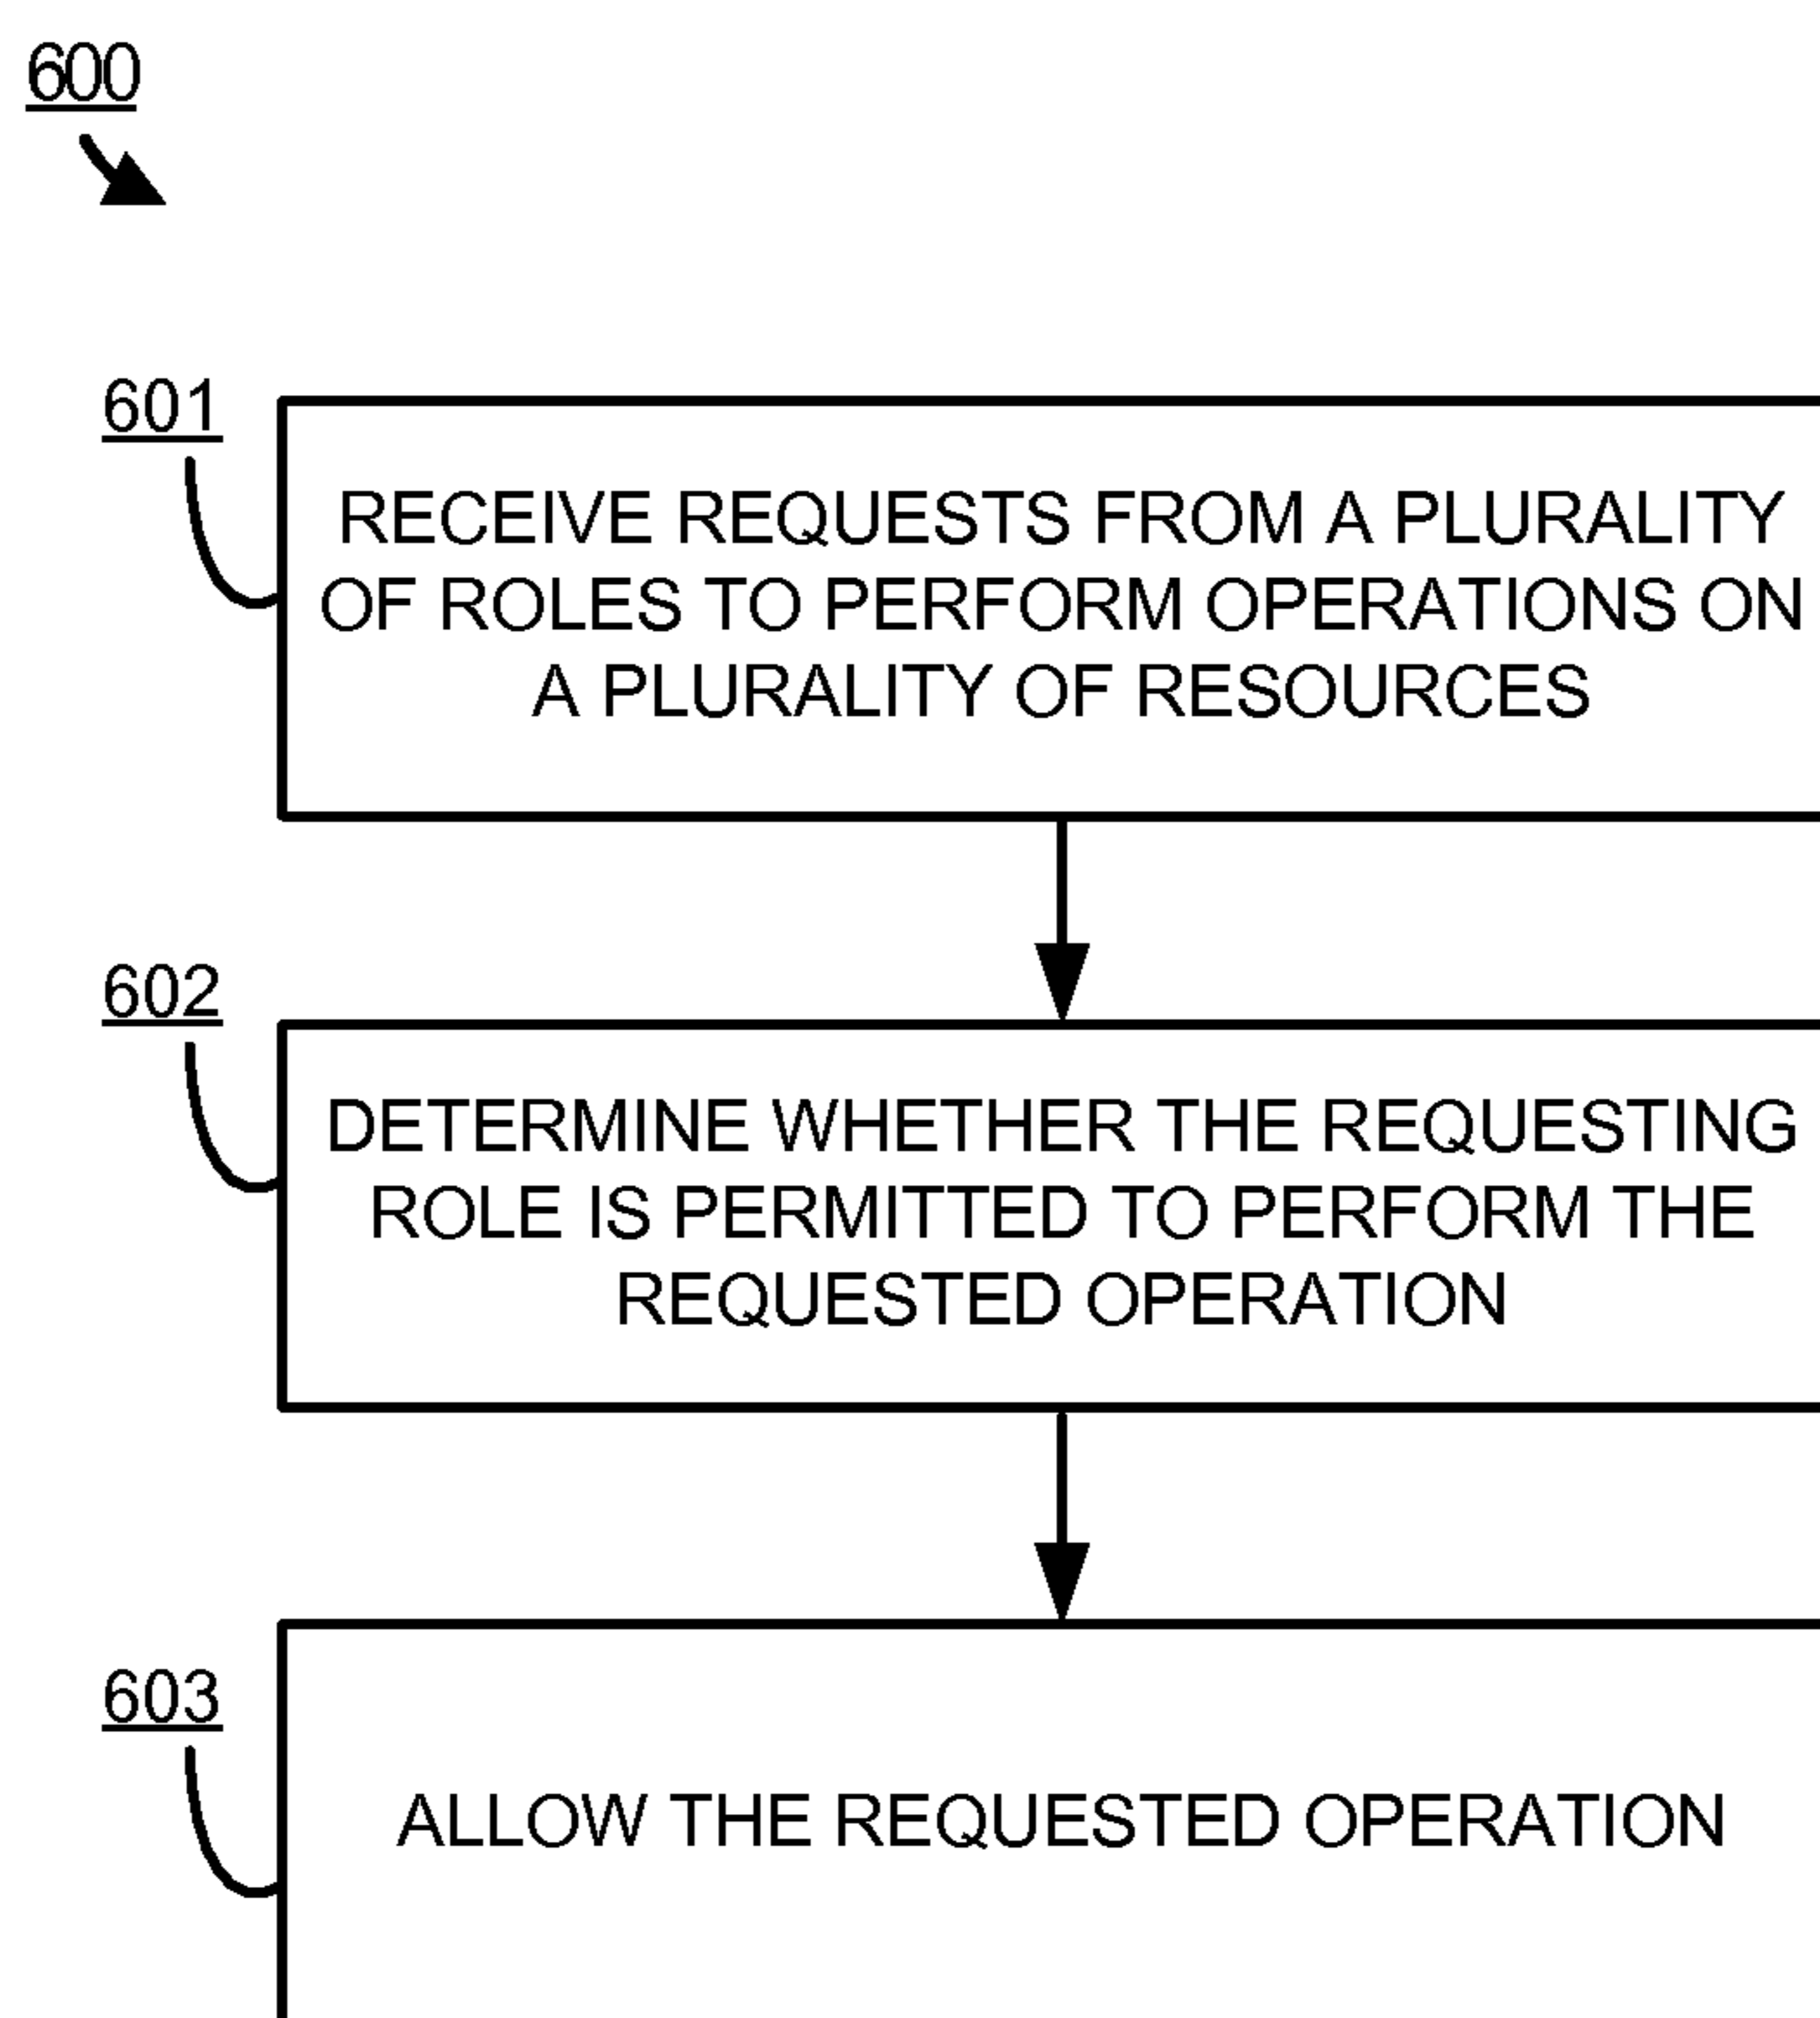 600
601
RECEIVE REQUESTS FROM A PLURALITY
OF ROLES TO PERFORM OPERATIONS ON
A PLURALITY OF RESOURCES
602
DETERMINE WHETHER THE REQUESTING
ROLE IS PERMITTED TO PERFORM THE
REQUESTED OPERATION
603
ALLOW THE REQUESTED OPERATION